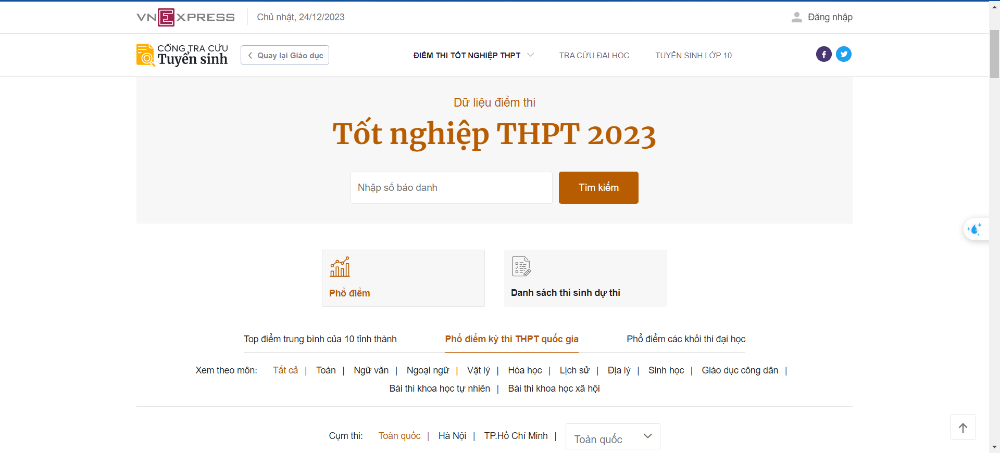 VNEXPRESS Chủ nhật, 24/12/2023 Đăng nhập
CỔNG TRA CỨU
Tuyển sinh
Quay lại Giáo dục ĐIỂM THI TỐT NGHIỆP THPT TRA CỨU ĐẠI HỌC TUYỂN SINH LỚP 10
Dữ liệu điểm thi
Tốt nghiệp THPT 2023
Nhập số báo danh Tìm kiếm
Phổ điểm Danh sách thí sinh dự thi
Top điểm trung bình của 10 tỉnh thành Phổ điểm kỳ thi THPT quốc gia Phổ điểm các khối thi đại học
Xem theo môn: Tất cả | Toán | Ngữ văn | Ngoại ngữ | Vật lý | Hóa học | Lịch sử | Địa lý | Sinh học | Giáo dục công dân |
Bài thi khoa học tự nhiên | Bài thi khoa học xã hội
Cụm thi: Toàn quốc | Hà Nội | TP.Hồ Chí Minh | Toàn quốc